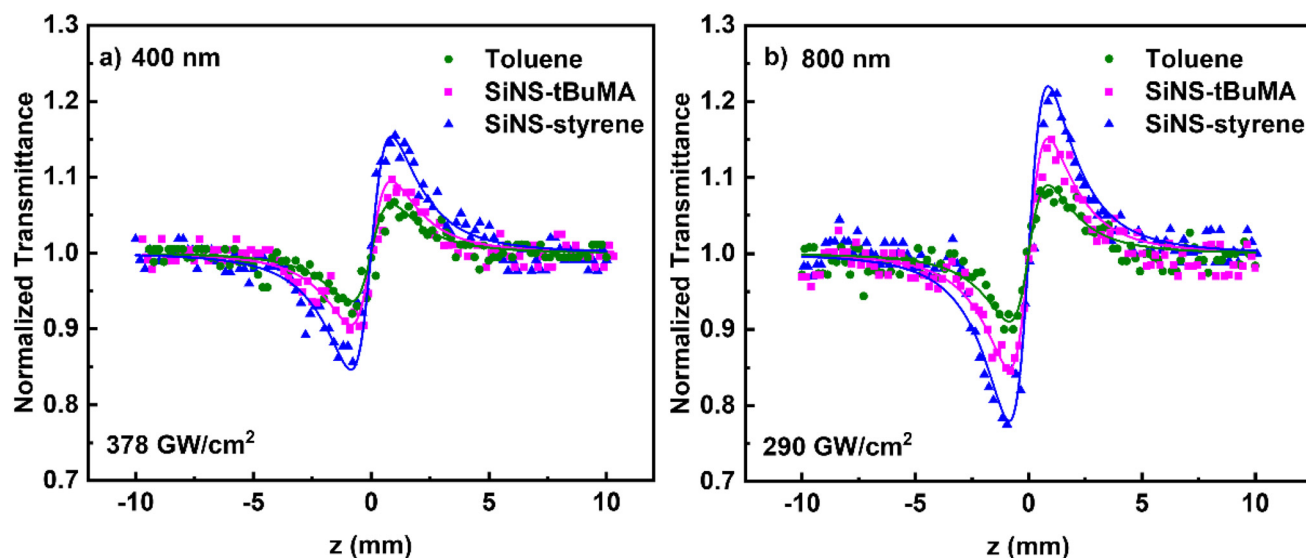 a) 400 nm
Toluene
SiNS-tBuMA
SiNS-styrene
378 GW/cm²
Normalized Transmittance
1.3
1.2
1.1
1.0
0.9
0.8
0.7
-10
-5
0
5
10
z (mm)
b) 800 nm
Toluene
SiNS-tBuMA
SiNS-styrene
290 GW/cm²
Normalized Transmittance
1.3
1.2
1.1
1.0
0.9
0.8
0.7
-10
-5
0
5
10
z (mm)